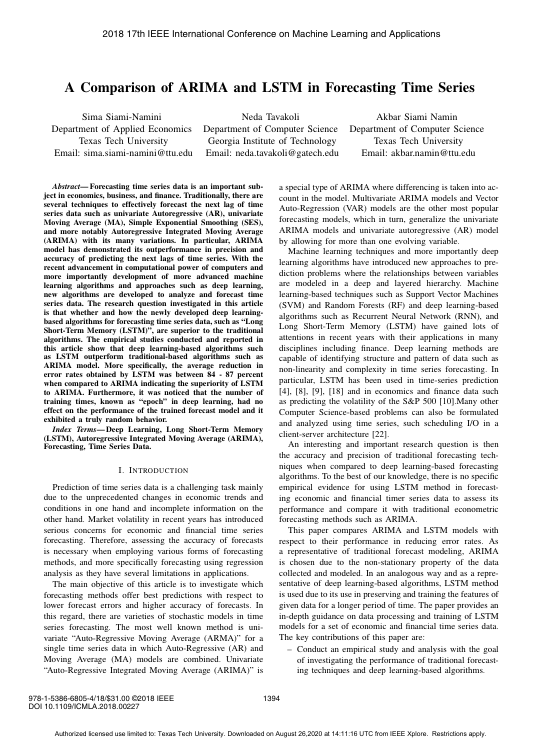 2018 17th IEEE International Conference on Machine Learning and Applications
A Comparison of ARIMA and LSTM in Forecasting Time Series
Sima Siami-Namini
Department of Applied Economics
Texas Tech University
Email: sima.siami-namini@ttu.edu
Neda Tavakoli
Department of Computer Science
Georgia Institute of Technology
Email: neda.tavakoli@gatech.edu
Akbar Siami Namin
Department of Computer Science
Texas Tech University
Email: akbar.namin@ttu.edu
Abstract—Forecasting time series data is an important sub-
ject in economics, business, and finance. Traditionally, there are
several techniques to effectively forecast the next lag of time
series data such as univariate Autoregressive (AR), univariate
Moving Average (MA), Simple Exponential Smoothing (SES),
and more notably Autoregressive Integrated Moving Average
(ARIMA) with its many variations. In particular, ARIMA
model has demonstrated its outperformance in precision and
accuracy of predicting the next lags of time series. With the
recent advancement in computational power of computers and
more importantly development of more advanced machine
learning algorithms and approaches such as deep learning,
new algorithms are developed to analyze and forecast time
series data. The research question investigated in this article
is that whether and how the newly developed deep learning-
based algorithms for forecasting time series data, such as "Long
Short-Term Memory (LSTM)", are superior to the traditional
algorithms. The empirical studies conducted and reported in
this article show that deep learning-based algorithms such
as LSTM outperform traditional-based algorithms such as
ARIMA model. More specifically, the average reduction in
error rates obtained by LSTM was between 84 - 87 percent
when compared to ARIMA indicating the superiority of LSTM
to ARIMA. Furthermore, it was noticed that the number of
training times, known as "epoch" in deep learning, had no
effect on the performance of the trained forecast model and it
exhibited a truly random behavior.
Index Terms—Deep Learning, Long Short-Term Memory
(LSTM), Autoregressive Integrated Moving Average (ARIMA),
Forecasting, Time Series Data.
I. INTRODUCTION
Prediction of time series data is a challenging task mainly
due to the unprecedented changes in economic trends and
conditions in one hand and incomplete information on the
other hand. Market volatility in recent years has introduced
serious concerns for economic and financial time series
forecasting. Therefore, assessing the accuracy of forecasts
is necessary when employing various forms of forecasting
methods, and more specifically forecasting using regression
analysis as they have several limitations in applications.
The main objective of this article is to investigate which
forecasting methods offer best predictions with respect to
lower forecast errors and higher accuracy of forecasts. In
this regard, there are varieties of stochastic models in time
series forecasting. The most well known method is uni-
variate "Auto-Regressive Moving Average (ARMA)" for a
single time series data in which Auto-Regressive (AR) and
Moving Average (MA) models are combined. Univariate
"Auto-Regressive Integrated Moving Average (ARIMA)" is
a special type of ARIMA where differencing is taken into ac-
count in the model. Multivariate ARIMA models and Vector
Auto-Regression (VAR) models are the other most popular
forecasting models, which in turn, generalize the univariate
ARIMA models and univariate autoregressive (AR) model
by allowing for more than one evolving variable.
Machine learning techniques and more importantly deep
learning algorithms have introduced new approaches to pre-
diction problems where the relationships between variables
are modeled in a deep and layered hierarchy. Machine
learning-based techniques such as Support Vector Machines
(SVM) and Random Forests (RF) and deep learning-based
algorithms such as Recurrent Neural Network (RNN), and
Long Short-Term Memory (LSTM) have gained lots of
attentions in recent years with their applications in many
disciplines including finance. Deep learning methods are
capable of identifying structure and pattern of data such as
non-linearity and complexity in time series forecasting. In
particular, LSTM has been used in time-series prediction
[4], [8], [9], [18] and in economics and finance data such
as predicting the volatility of the S&P 500 [10].Many other
Computer Science-based problems can also be formulated
and analyzed using time series, such scheduling I/O in a
client-server architecture [22].
An interesting and important research question is then
the accuracy and precision of traditional forecasting tech-
niques when compared to deep learning-based forecasting
algorithms. To the best of our knowledge, there is no specific
empirical evidence for using LSTM method in forecast-
ing economic and financial timer series data to assess its
performance and compare it with traditional econometric
forecasting methods such as ARIMA.
This paper compares ARIMA and LSTM models with
respect to their performance in reducing error rates. As
a representative of traditional forecast modeling, ARIMA
is chosen due to the non-stationary property of the data
collected and modeled. In an analogous way and as a repre-
sentative of deep learning-based algorithms, LSTM method
is used due to its use in preserving and training the features of
given data for a longer period of time. The paper provides an
in-depth guidance on data processing and training of LSTM
models for a set of economic and financial time series data.
The key contributions of this paper are:
– Conduct an empirical study and analysis with the goal
of investigating the performance of traditional forecast-
ing techniques and deep learning-based algorithms.
978-1-5386-6805-4/18/$31.00 ©2018 IEEE
DOI 10.1109/ICMLA.2018.00227
1394
Authorized licensed use limited to: Texas Tech University. Downloaded on August 26,2020 at 14:11:16 UTC from IEEE Xplore. Restrictions apply.